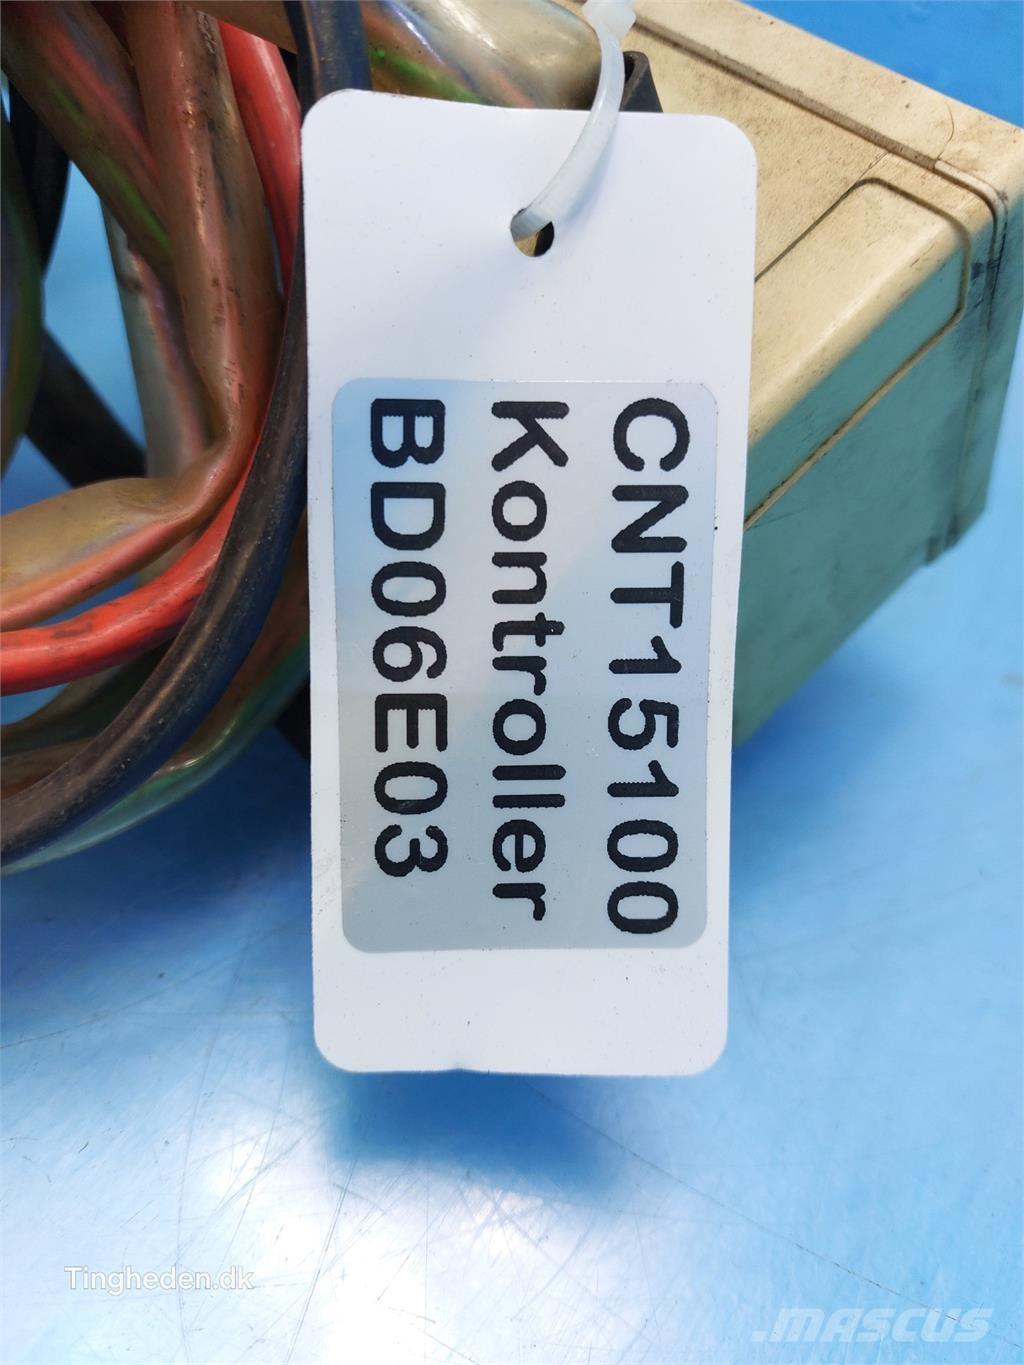 CNT15100
Kontroller
BD06E03
Tingheden.dk
.MASCUS